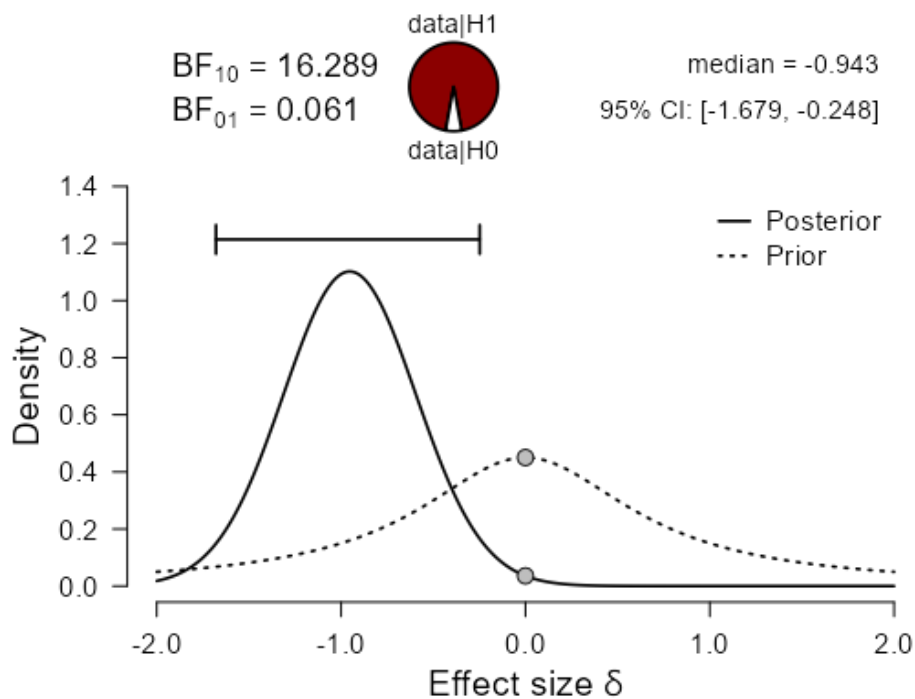 data|H1
BF₁₀ = 16.289
BF₀₁ = 0.061
data|H0
median = -0.943
95% CI: [-1.679, -0.248]
Posterior
Prior
Density
1.4
1.2
1.0
0.8
0.6
0.4
0.2
0.0
-2.0 -1.0 0.0 1.0 2.0
Effect size δ